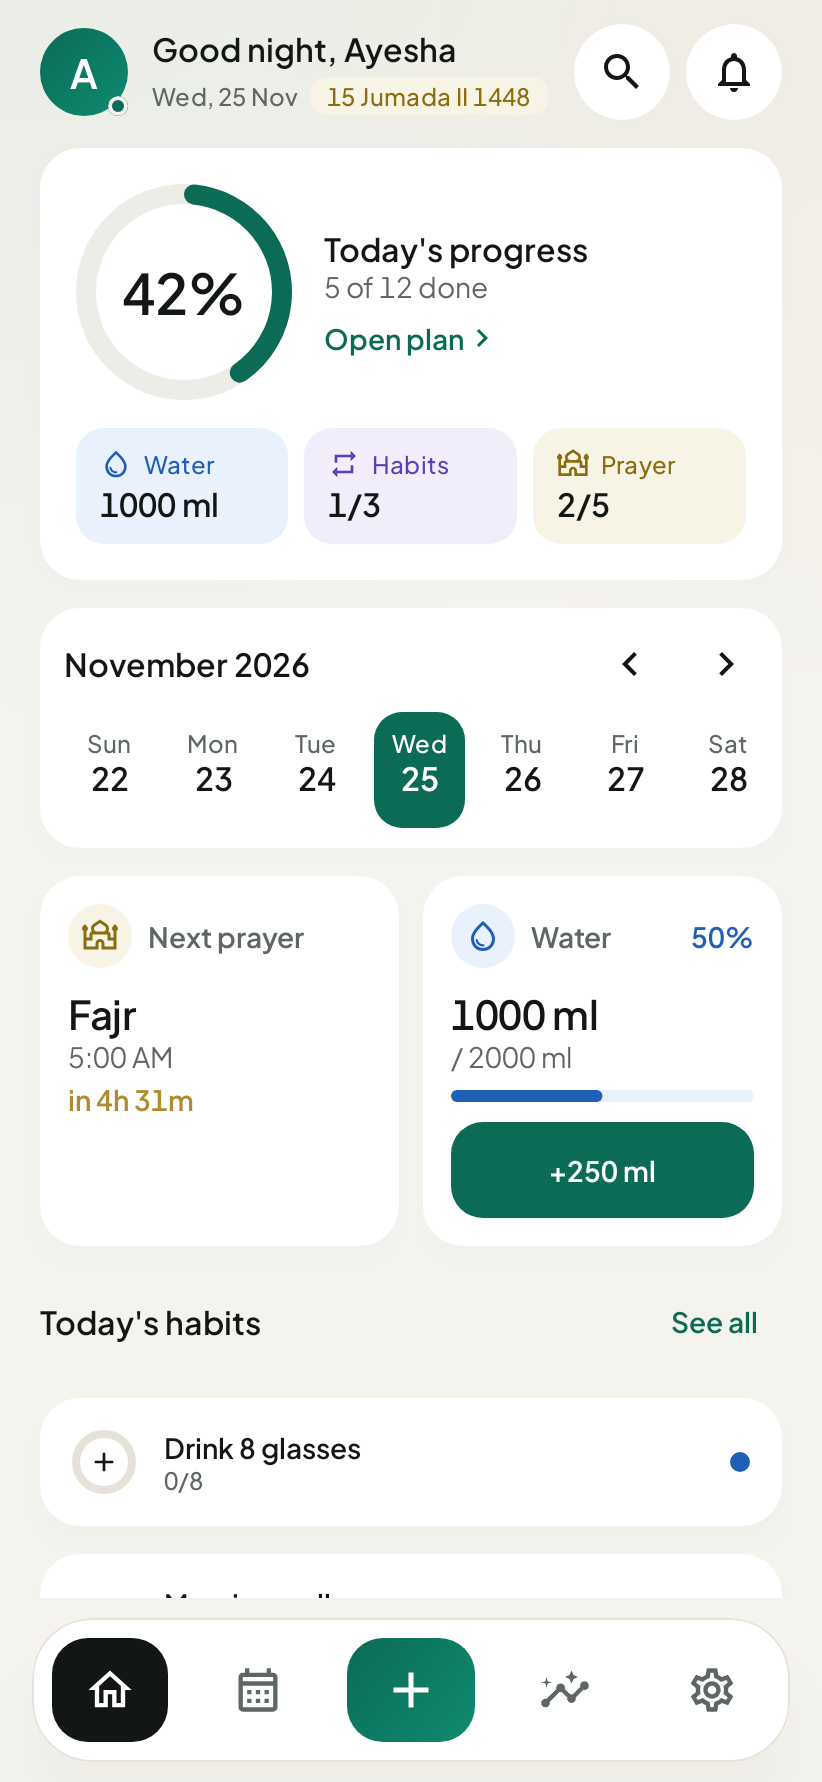 A
Good night, Ayesha
Wed, 25 Nov
15 Jumada II 1448
42%
Today's progress
5 of 12 done
Open plan
Water
1000 ml
Habits
1/3
Prayer
2/5
November 2026
Sun Mon Tue Wed Thu Fri Sat
22 23 24 25 26 27 28
Next prayer
Fajr
5:00 AM
in 4h 31m
Water
50%
1000 ml
/ 2000 ml
+250 ml
Today's habits
See all
Drink 8 glasses
0/8